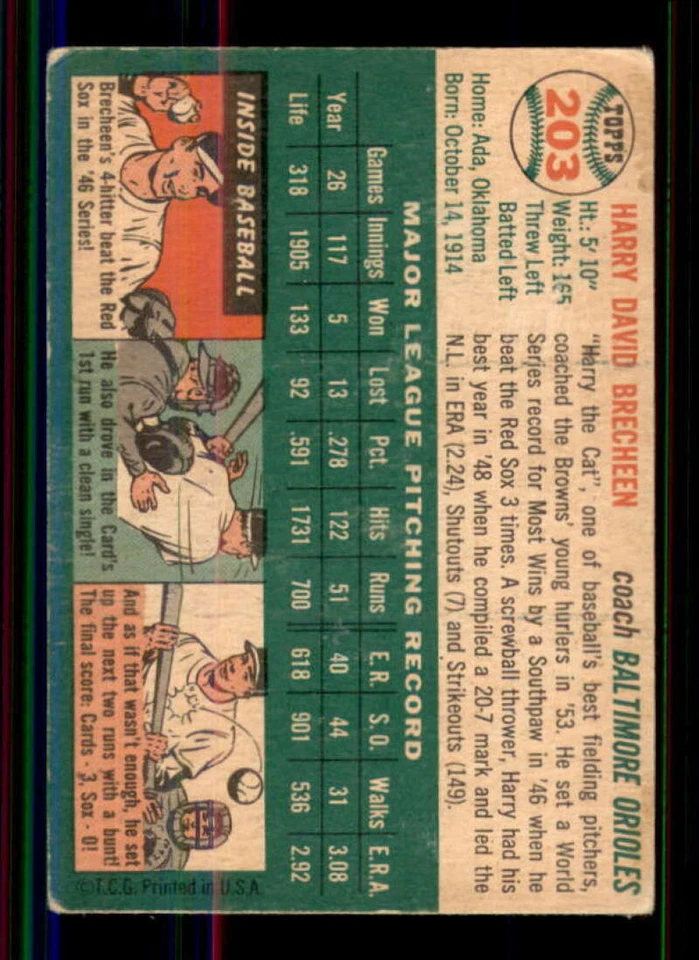 TOPPS
203
HARRY DAVID BRECHEEN coach BALTIMORE ORIOLES
Ht.: 5' 10"
Weight: 165
Threw Left
Batted Left
Home: Ada, Oklahoma
Born: October 14, 1914
"Harry the Cat", one of baseball's best fielding pitchers,
coached the Browns' young hurlers in '53. He set a World
Series record for Most Wins by a Southpaw in '46 when he
beat the Red Sox 3 times. A screwball thrower, Harry had his
best year in '48 when he compiled a 20-7 mark and led the
N.L. in ERA (2.24), Shutouts (7) and Strikeouts (149).
MAJOR LEAGUE PITCHING RECORD
Games Innings Won Lost Pct. Hits Runs E.R. S.O. Walks E.R.A.
Year 26 117 5 13 .278 122 51 40 44 31 3.08
Life 318 1905 133 92 .591 1731 700 618 901 536 2.92
INSIDE BASEBALL
Brecheen's 4-hitter beat the Red
Sox in the '46 Series!
He also drove in the Card's
1st run with a clean single!
And as if that wasn't enough, he set
up the next two runs with a bunt!
The final score: Cards - 3, Sox - 0!
©T.C.G. Printed in U.S.A.